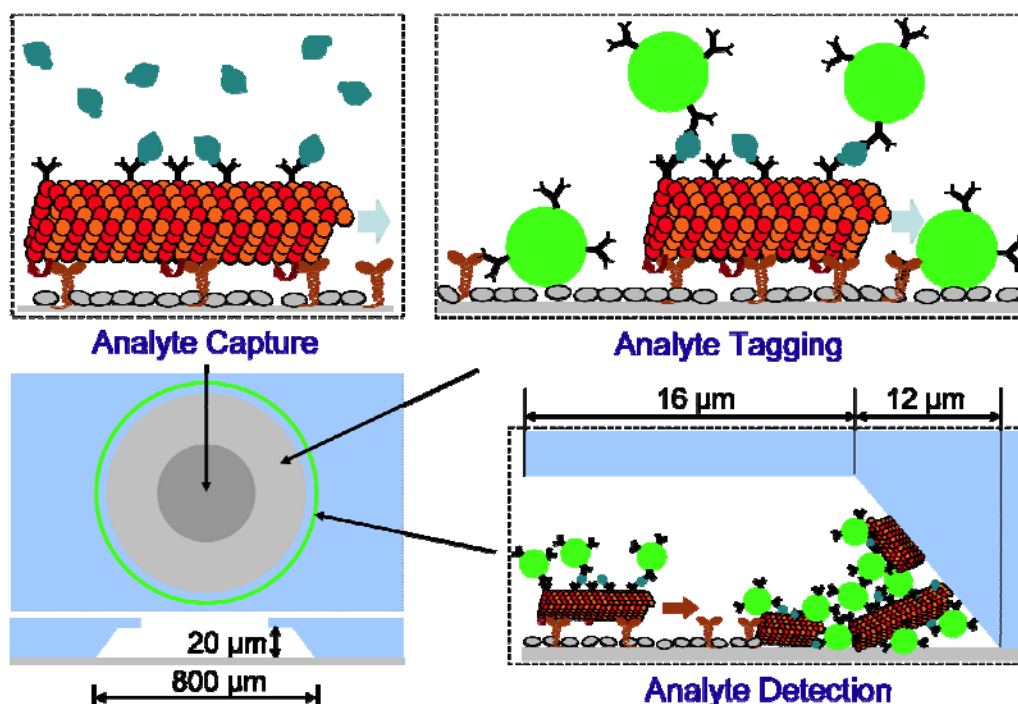 Analyte Capture
Analyte Tagging
16 µm
12 µm
20 µm
800 µm
Analyte Detection